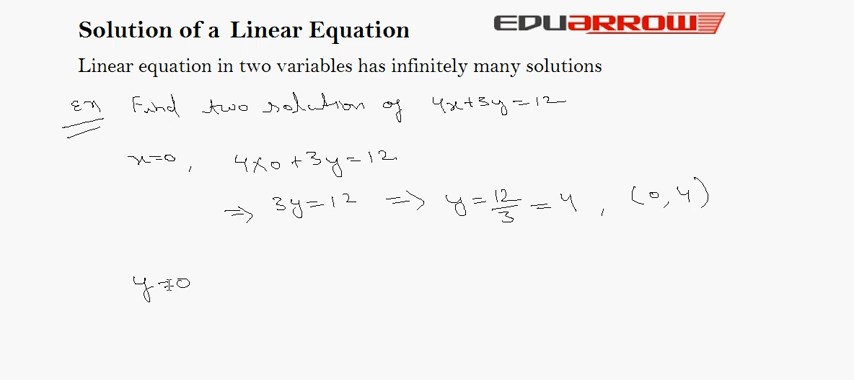 Solution of a Linear Equation EDUARROW
Linear equation in two variables has infinitely many solutions
Ex Find two solution of 4x+3y=12
x=0, 4×0+3y=12
=> 3y=12 => y=12/3=4, (0,4)
y=0